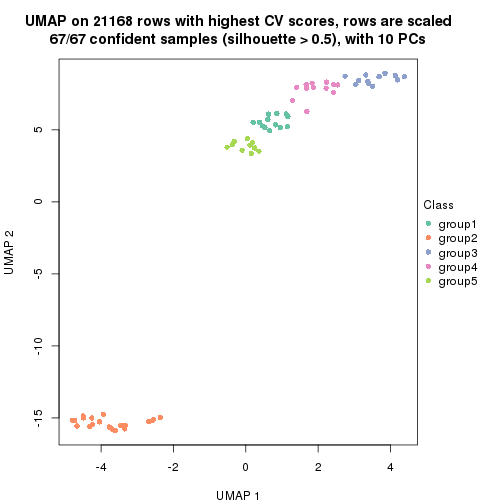 UMAP on 21168 rows with highest CV scores, rows are scaled
67/67 confident samples (silhouette > 0.5), with 10 PCs
5
0
-5
-10
-15
UMAP 2
-4
-2
0
2
4
UMAP 1
Class
group1
group2
group3
group4
group5